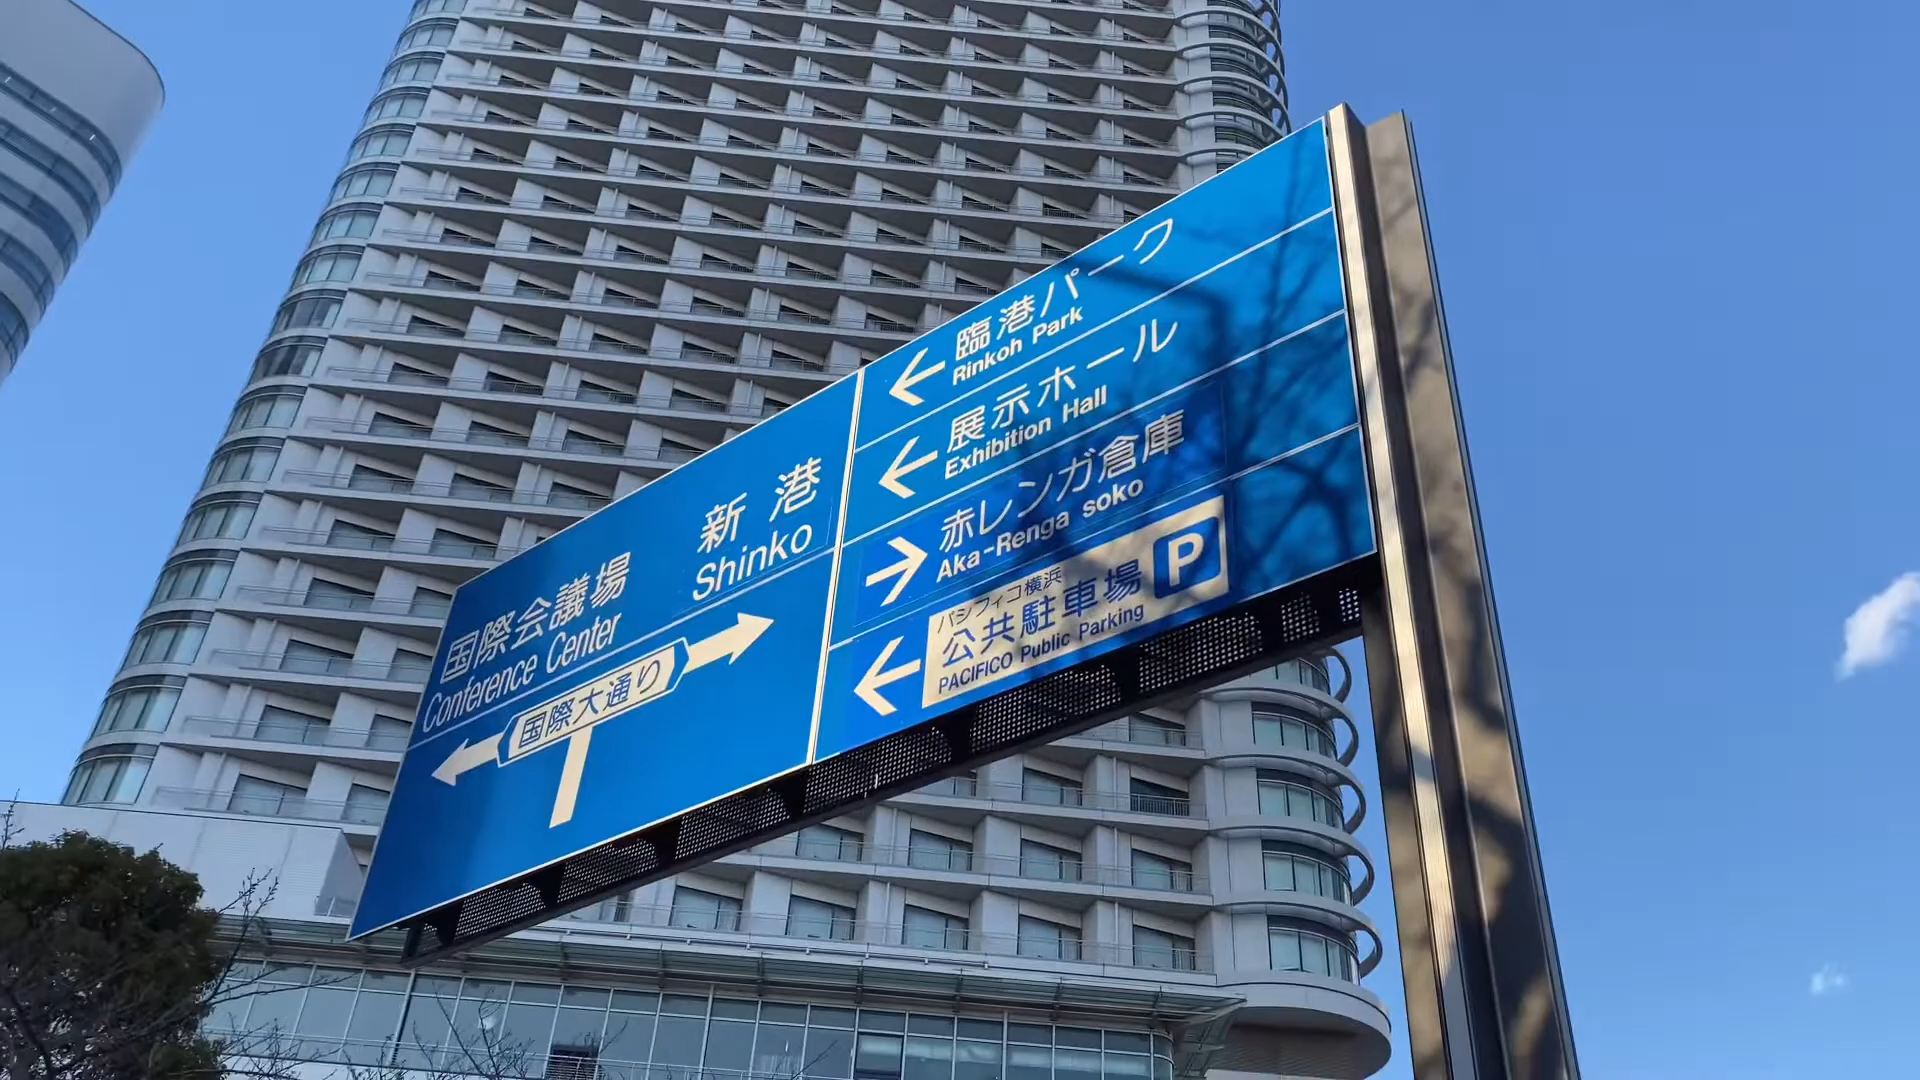 国際会議場
Conference Center
新港
Shinko
国際大通り
臨港パーク
Rinkoh Park
展示ホール
Exhibition Hall
赤レンガ倉庫
Aka-Renga soko
パシフィコ横浜
公共駐車場 P
PACIFICO Public Parking